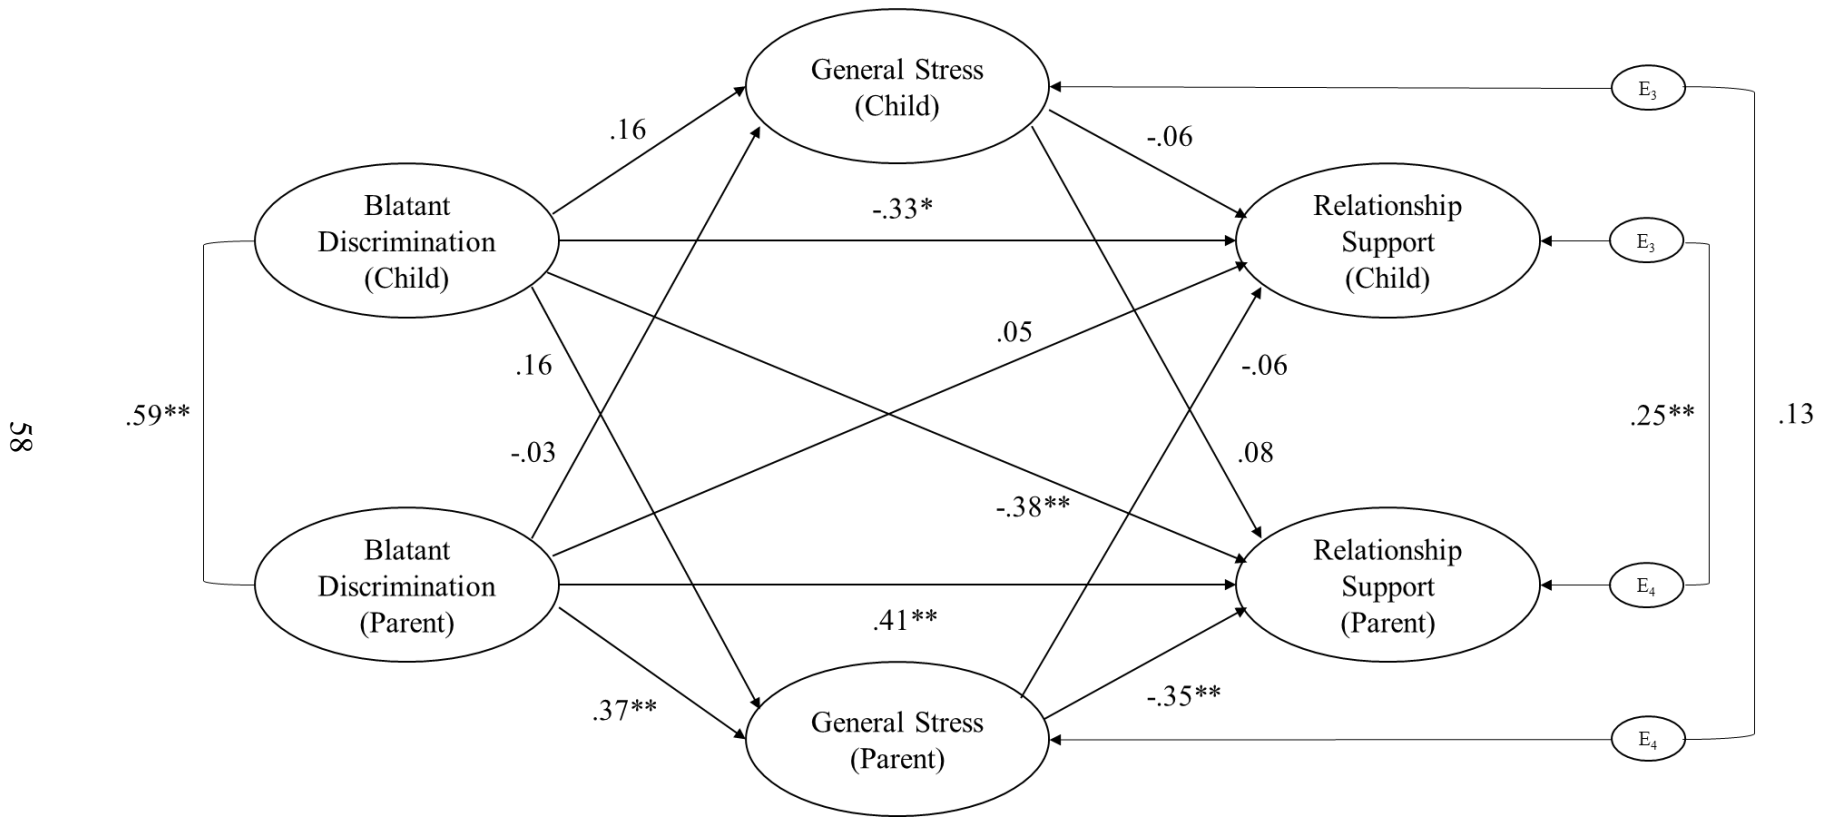 General Stress
(Child)
E3
.16
-.06
Blatant
Discrimination
(Child)
-.33*
Relationship
Support
(Child)
E3
.05
.16
-.06
.59**
.25**
.13
58
-.03
.08
-.38**
Blatant
Discrimination
(Parent)
Relationship
Support
(Parent)
E4
.41**
.37**
-.35**
General Stress
(Parent)
E4